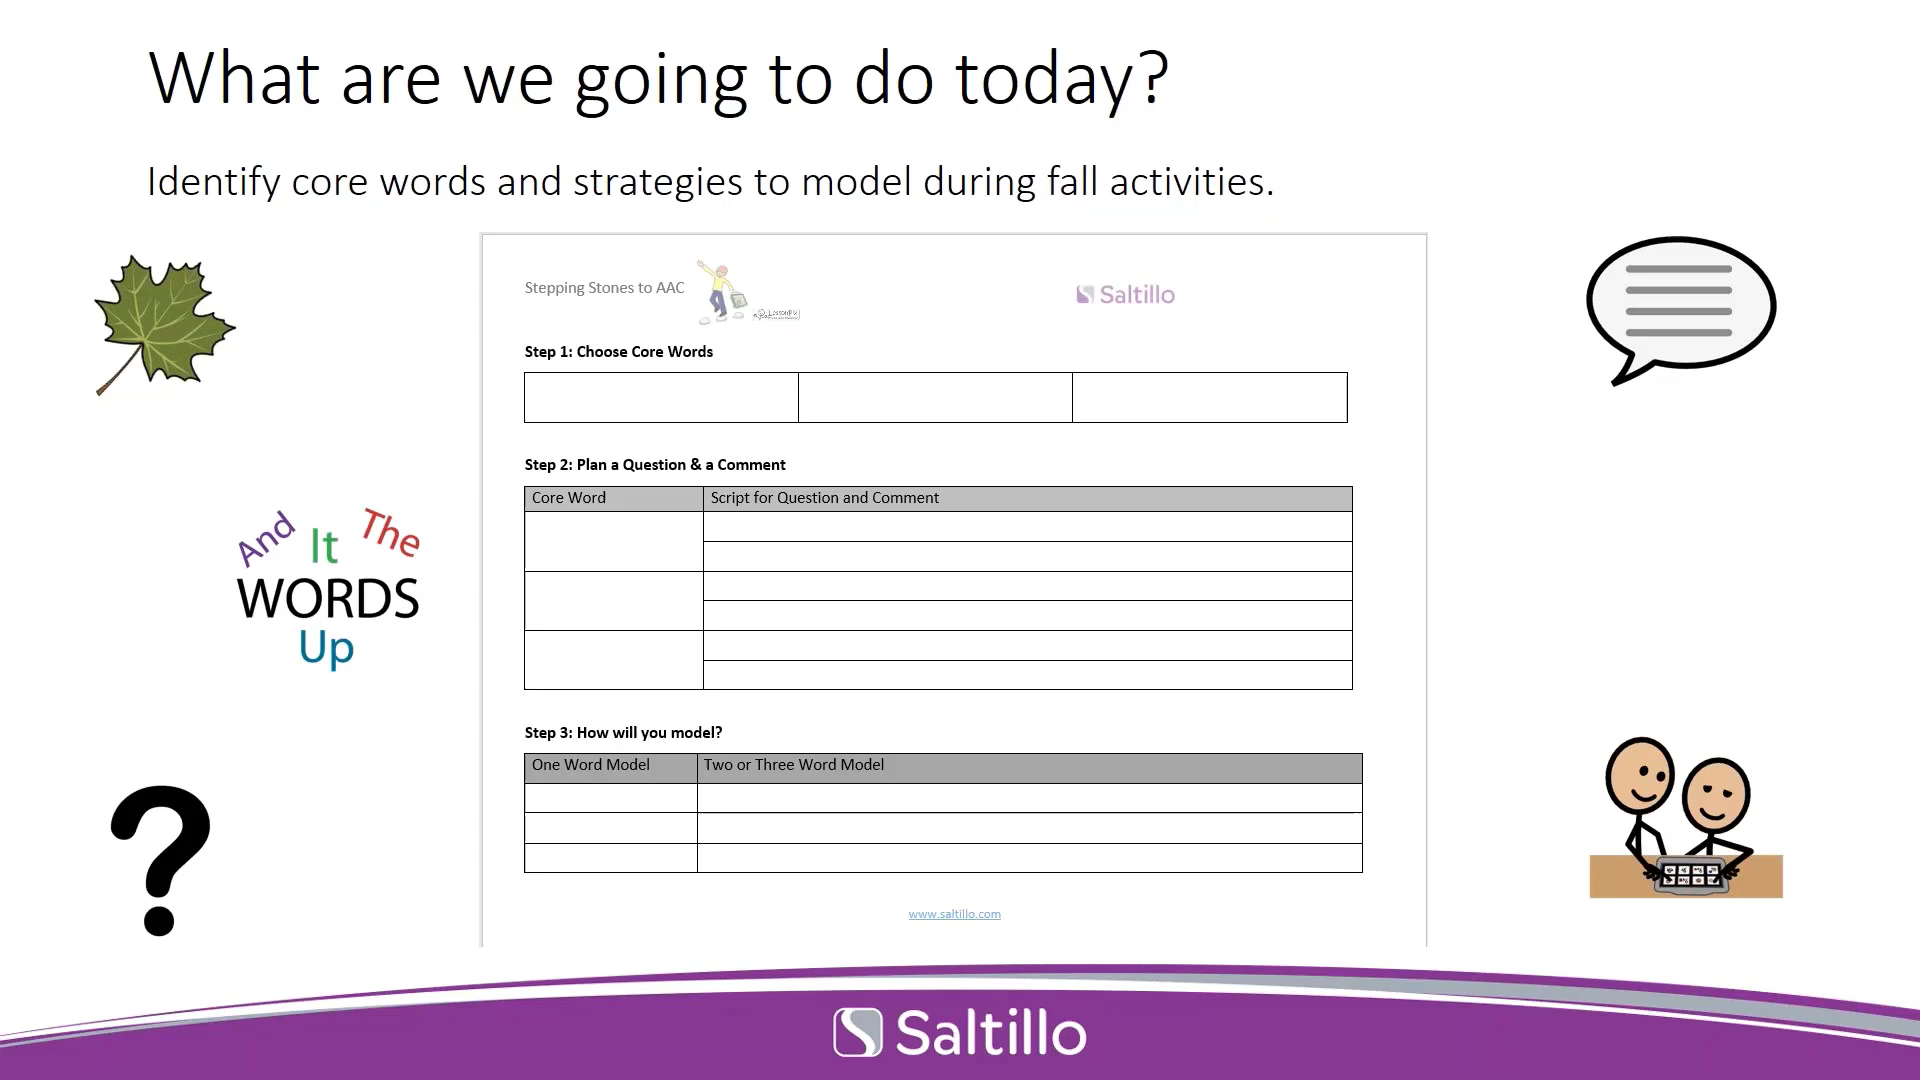 What are we going to do today?
Identify core words and strategies to model during fall activities.
Stepping Stones to AAC
LessonPix
Saltillo
Step 1: Choose Core Words
Step 2: Plan a Question & a Comment
Core Word
Script for Question and Comment
And It The
WORDS
Up
Step 3: How will you model?
One Word Model
Two or Three Word Model
www.saltillo.com
Saltillo